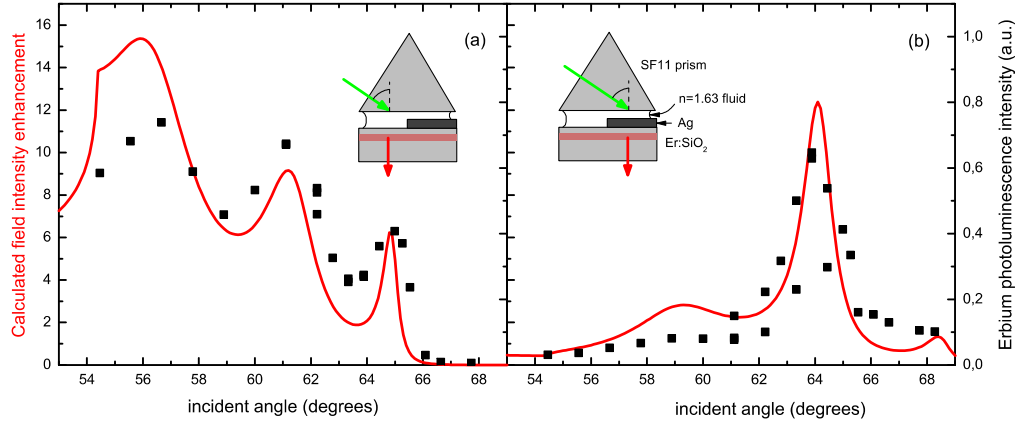 Calculated field intensity enhancement
16
14
12
10
8
6
4
2
0
54 56 58 60 62 64 66 68
incident angle (degrees)
(a)
(b)
SF11 prism
n=1.63 fluid
Ag
Er:SiO₂
54 56 58 60 62 64 66 68
incident angle (degrees)
1,0
0,8
0,6
0,4
0,2
0,0
Erbium photoluminescence intensity (a.u.)